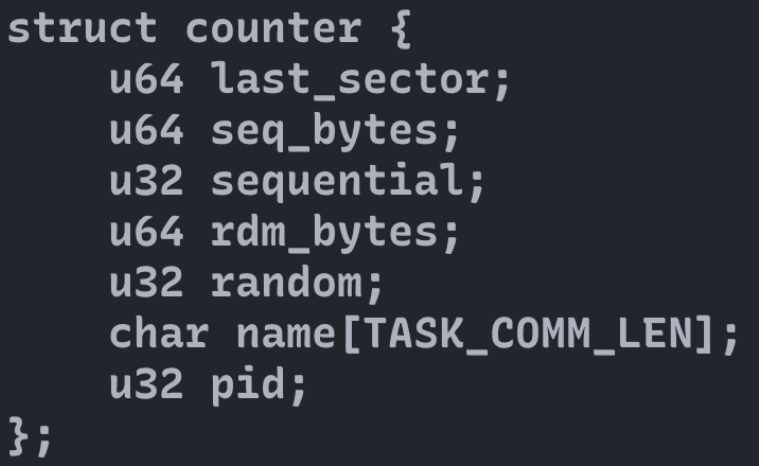 struct counter {
    u64 last_sector;
    u64 seq_bytes;
    u32 sequential;
    u64 rdm_bytes;
    u32 random;
    char name[TASK_COMM_LEN];
    u32 pid;
};